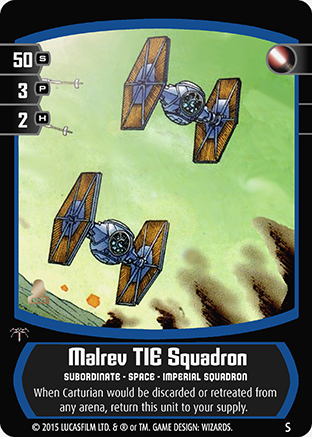 50 S
3 P
2 H
Malrev TIE Squadron
SUBORDINATE - SPACE - IMPERIAL SQUADRON
When Carturian would be discarded or retreated from
any arena, return this unit to your supply.
© 2015 LUCASFILM LTD. & ® or TM. GAME DESIGN: WIZARDS. S